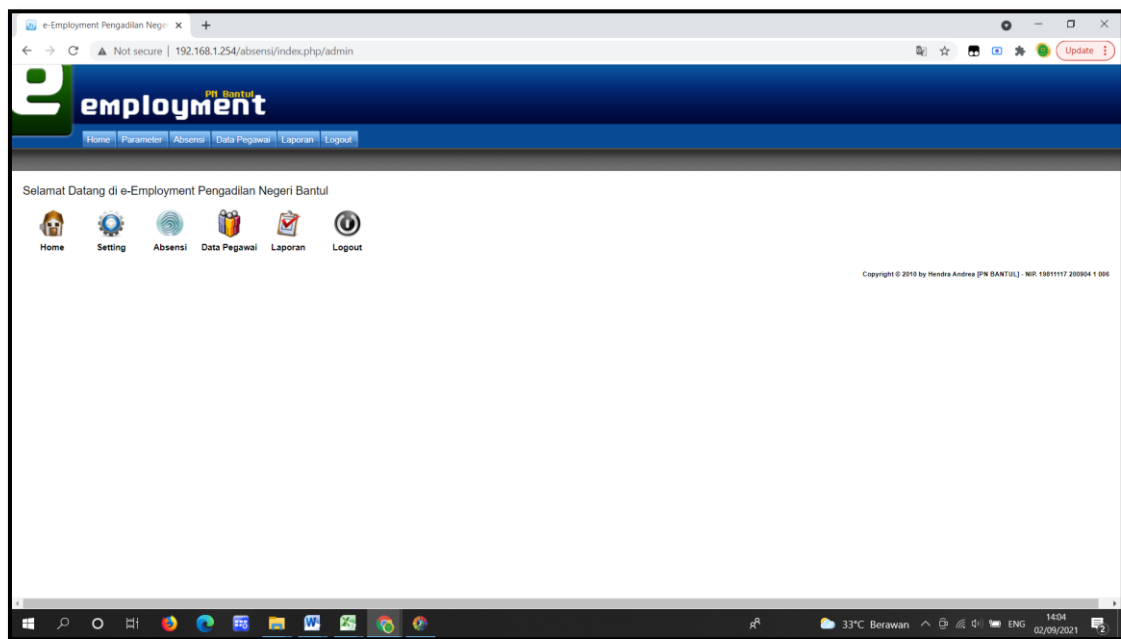 e-Employment Pengadilan Nege
Not secure | 192.168.1.254/absensi/index.php/admin
Update
e
PN Bantul
employment
Home Parameter Absensi Data Pegawai Laporan Logout
Selamat Datang di e-Employment Pengadilan Negeri Bantul
Home Setting Absensi Data Pegawai Laporan Logout
Copyright © 2010 by Hendra Andrea [PN BANTUL] - NIP. 19811117 200904 1 006
33°C Berawan ENG 14:04
02/09/2021
2